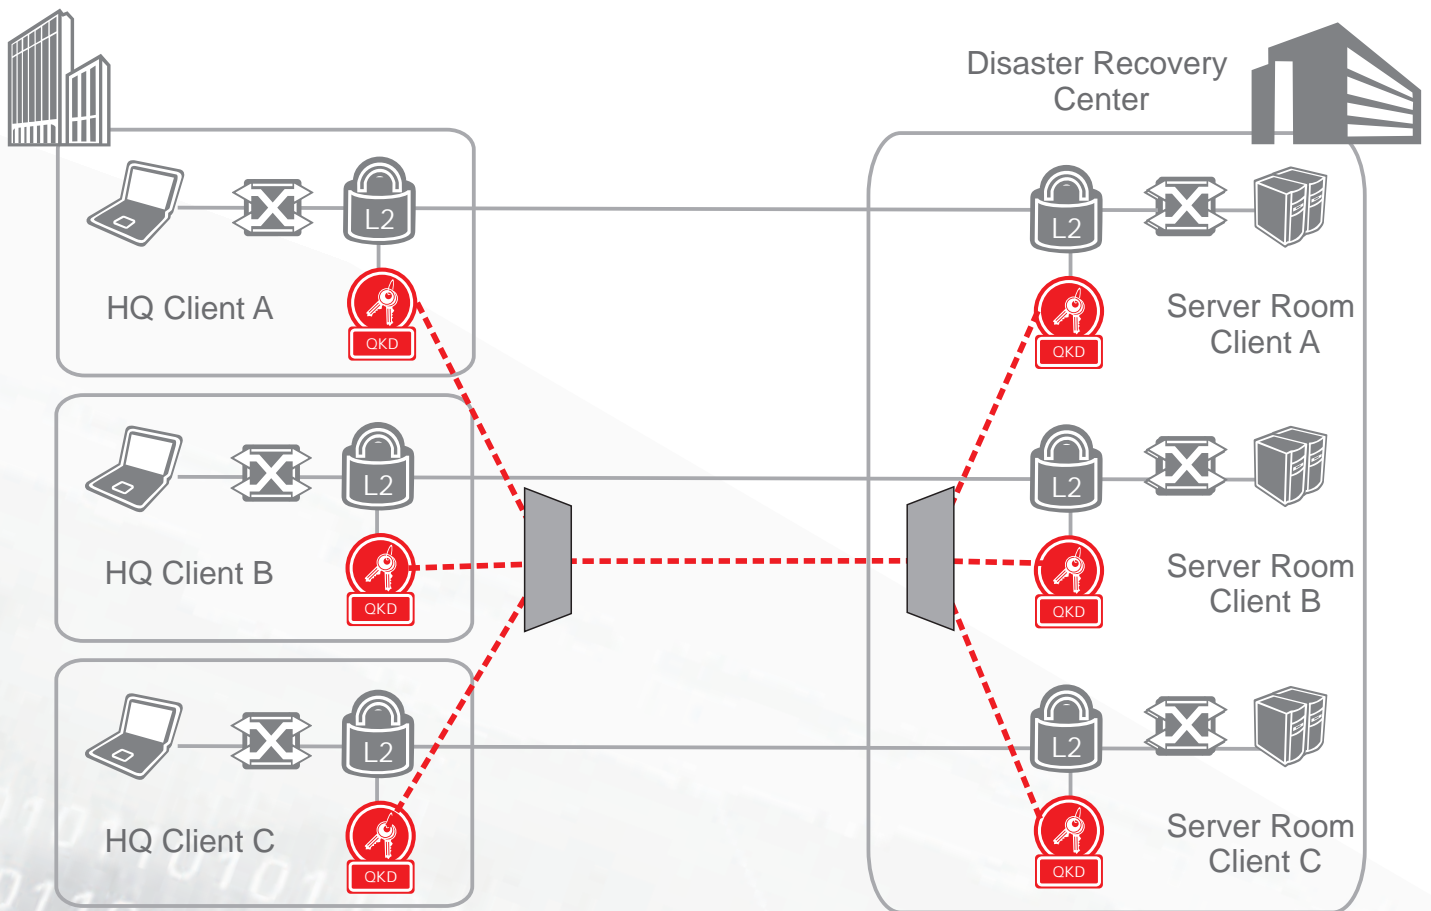 Disaster Recovery
Center
L2
L2
HQ Client A
QKD
QKD
Server Room
Client A
L2
L2
HQ Client B
QKD
QKD
Server Room
Client B
L2
L2
HQ Client C
QKD
QKD
Server Room
Client C